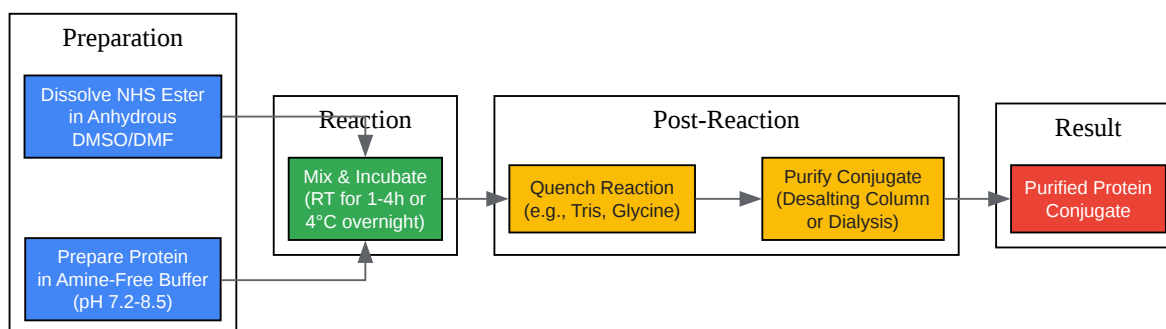 Preparation
Dissolve NHS Ester
in Anhydrous
DMSO/DMF
Prepare Protein
in Amine-Free Buffer
(pH 7.2-8.5)
Reaction
Mix & Incubate
(RT for 1-4h or
4°C overnight)
Post-Reaction
Quench Reaction
(e.g., Tris, Glycine)
Purify Conjugate
(Desalting Column
or Dialysis)
Result
Purified Protein
Conjugate